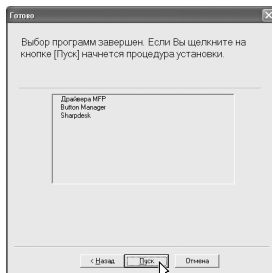 Готово
Выбор программ завершен. Если Вы щелкните на
кнопке [Пуск] начнется процедура установки.
Драйвера MFP
Button Manager
Sharpdesk
< Назад
Пуск
Отмена